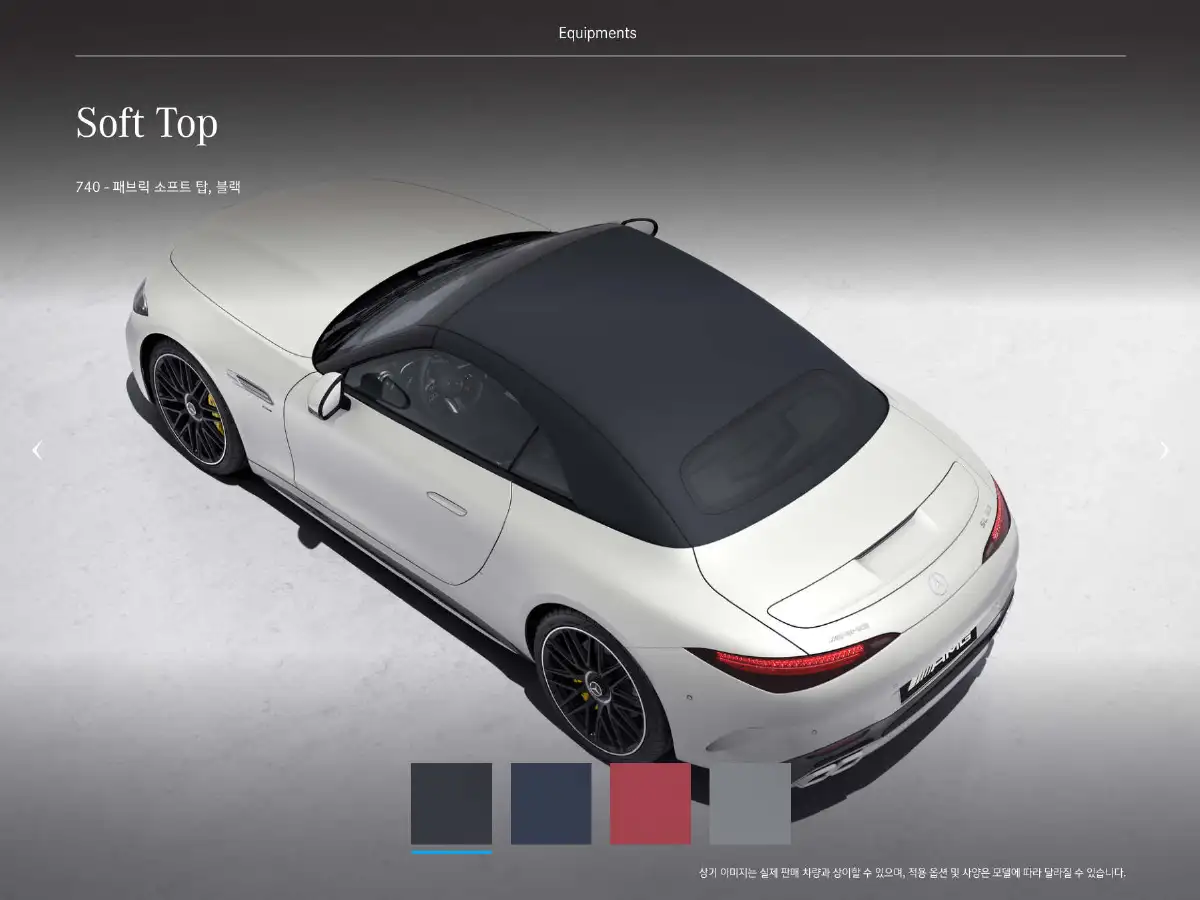 Equipments
Soft Top
740 - 패브릭 소프트 탑, 블랙
AMG
AMG
상기 이미지는 실제 판매 차량과 상이할 수 있으며, 적용 옵션 및 사양은 모델에 따라 달라질 수 있습니다.